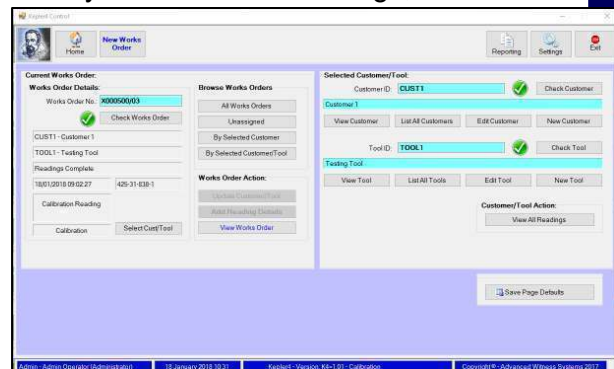 Kepler4 Control
Home
New Works
Order
Reporting
Settings
Exit
Current Works Order:
Works Order Details:
Works Order No.: X000500/03
Check Works Order
CUST1 - Customer 1
TOOL1 - Testing Tool
Readings Complete
18/01/2018 09:02:27
425-31-838-1
Calibration Reading
Calibration
Select Cust/Tool
Browse Works Orders
All Works Orders
Unassigned
By Selected Customer
By Selected Customer/Tool
Works Order Action:
Update Customer/Tool
Add Reading Details
View Works Order
Selected Customer/Tool:
Customer ID CUST1
Check Customer
Customer 1
View Customer
List All Customers
Edit Customer
New Customer
Tool ID TOOL1
Check Tool
Testing Tool
View Tool
List All Tools
Edit Tool
New Tool
Customer/Tool Action:
View All Readings
Save Page Defaults
Admin - Admin Operator (Administrator)
18 January 2018 10:31
Kepler4 - Version: K4-1.01 - Calibration
Copyright © - Advanced Witness Systems 2017